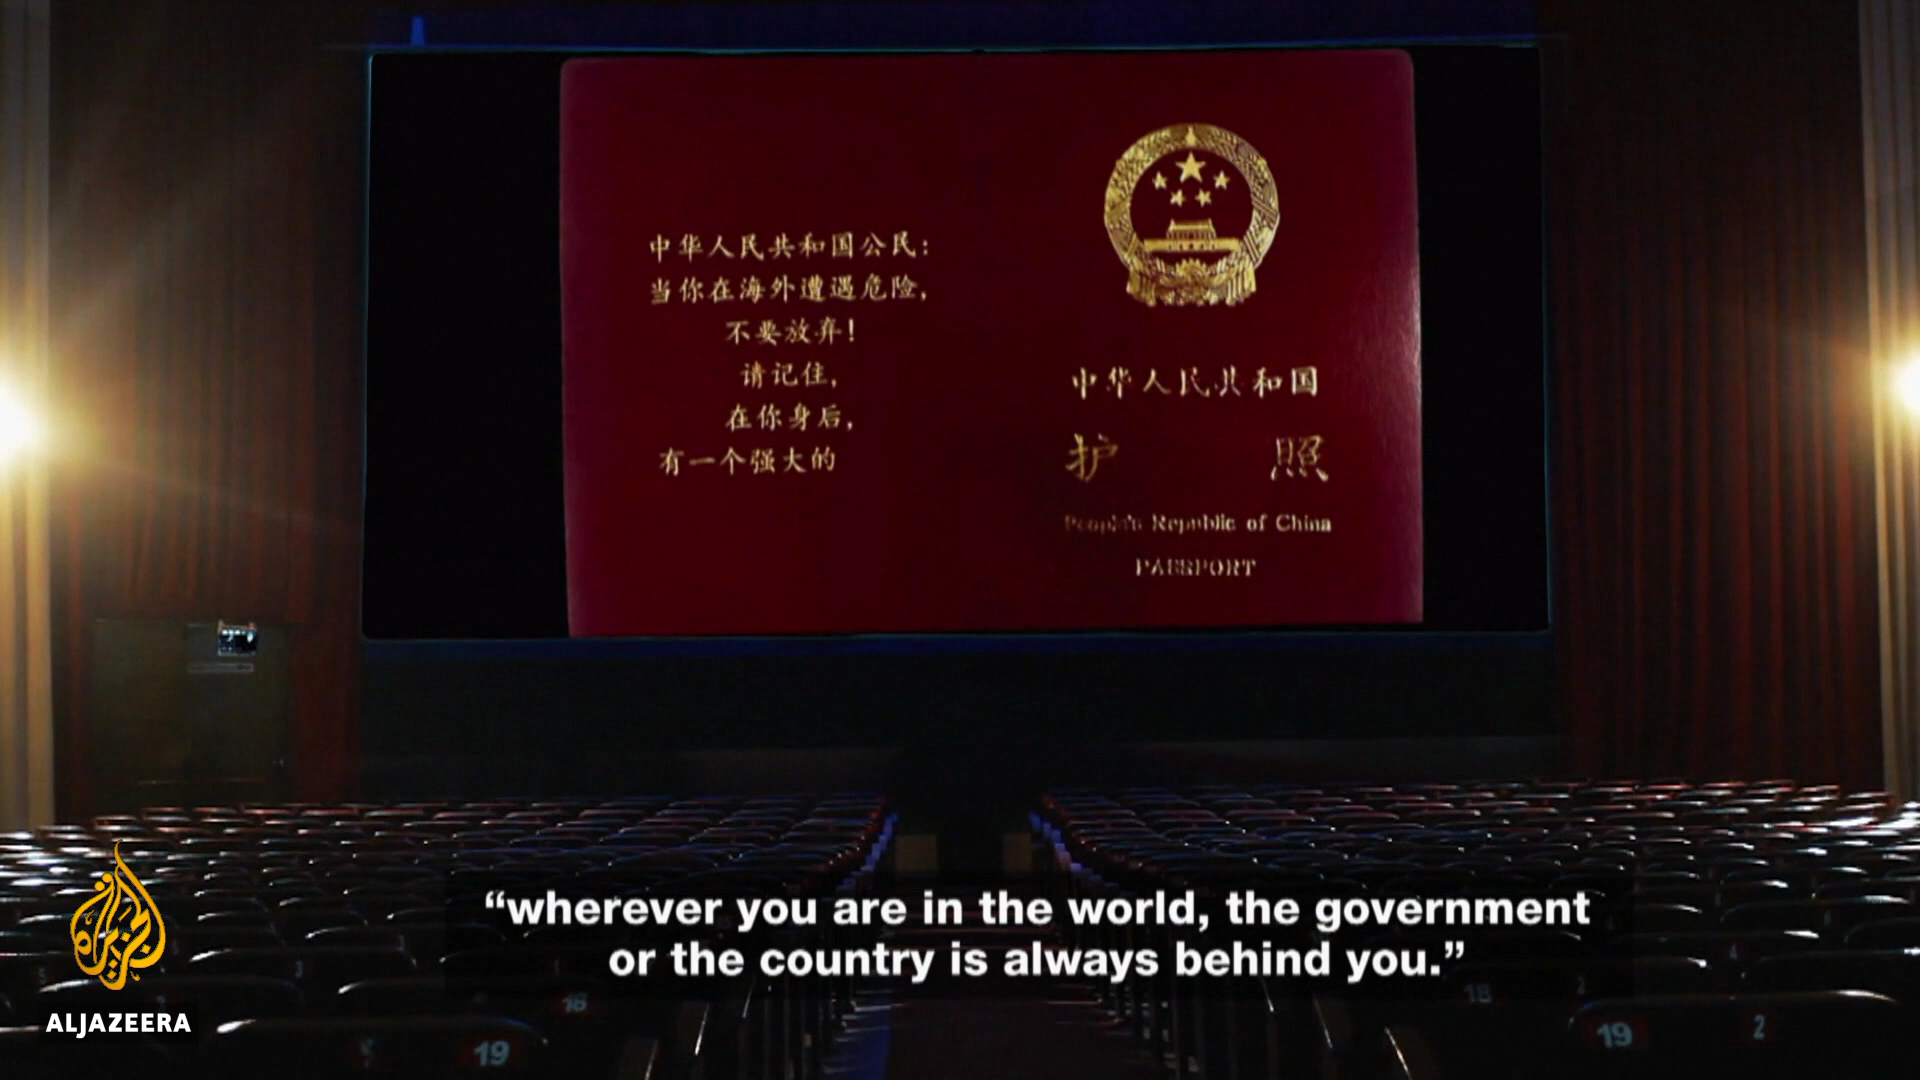 中华人民共和国公民:
当你在海外遭遇危险,
不要放弃!
请记住,
在你身后,
有一个强大的
中华人民共和国
护 照
People's Republic of China
PASSPORT
“wherever you are in the world, the government
or the country is always behind you.”
ALJAZEERA
18
19
18
19
2